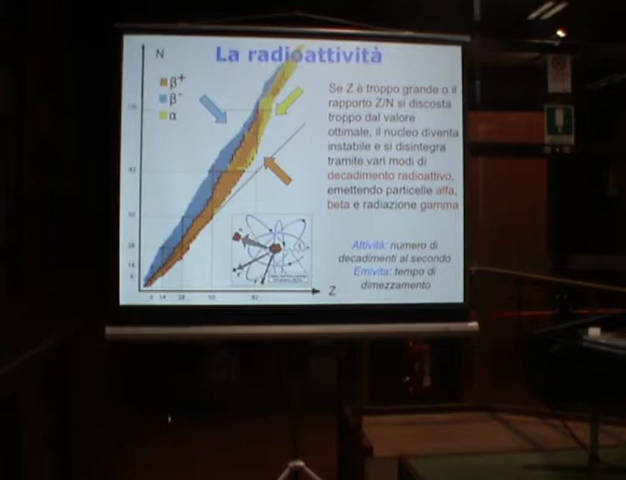 La radioattività
N
β+
β-
α
Se Z è troppo grande o il
rapporto Z/N si discosta
troppo dal valore
ottimale, il nucleo diventa
instabile e si disintegra
tramite vari modi di
decadimento radioattivo,
emettendo particelle alfa,
beta e radiazione gamma
Attività: numero di
decadimenti al secondo
Emivita: tempo di
dimezzamento
Z